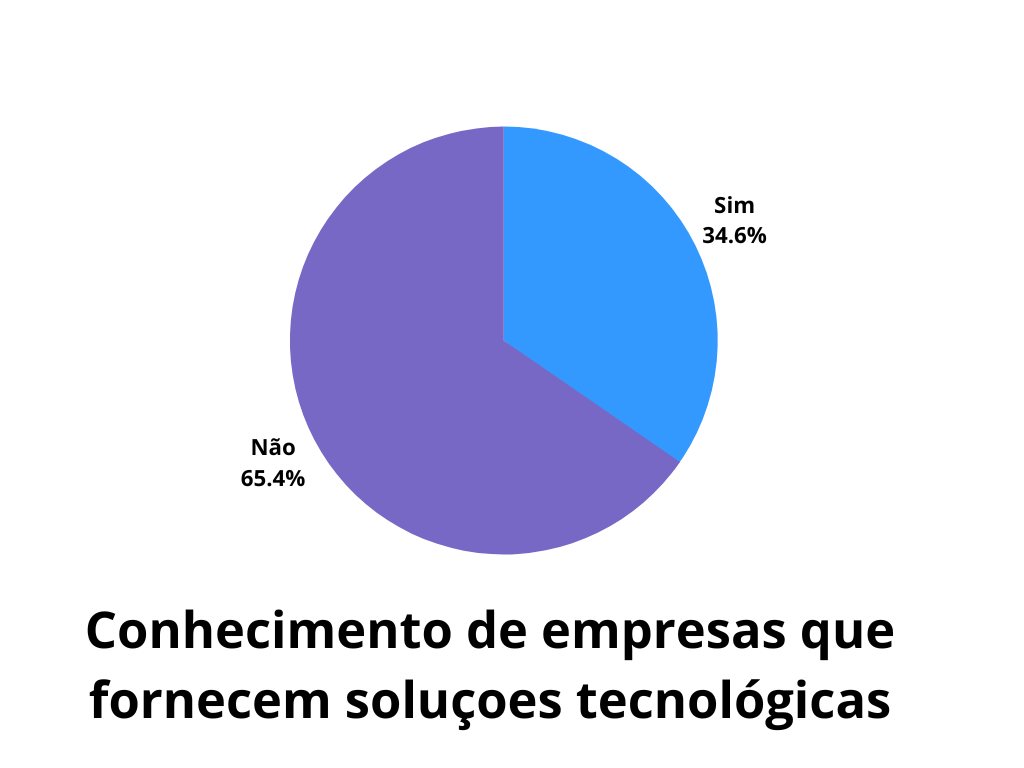 Sim
34.6%
Não
65.4%
Conhecimento de empresas que
fornecem soluçoes tecnológicas